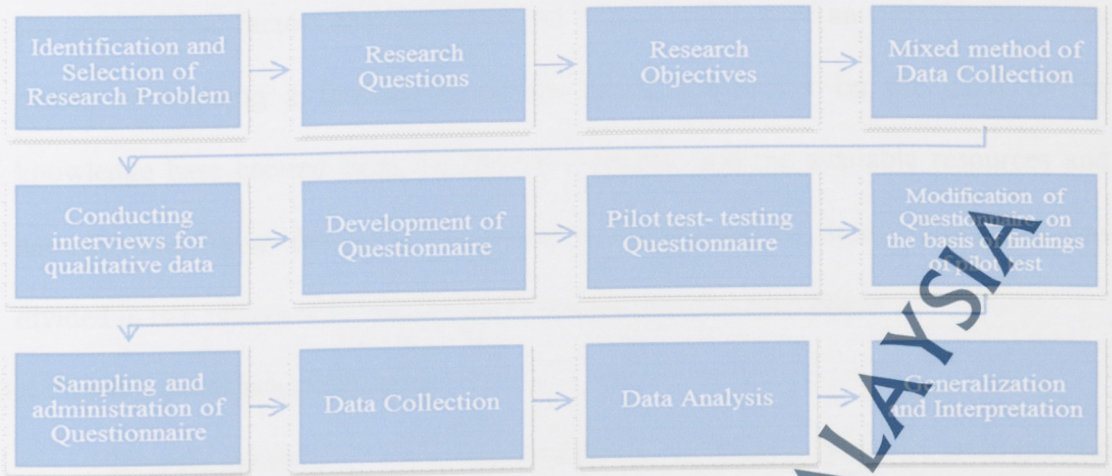 Identification and
Selection of
Research Problem
Research
Questions
Research
Objectives
Mixed method of
Data Collection
Conducting
interviews for
qualitative data
Development of
Questionnaire
Pilot test- testing
Questionnaire
Modification of
Questionnaire on
the basis of findings
of pilot test
Sampling and
administration of
Questionnaire
Data Collection
Data Analysis
Generalization
and Interpretation
ALAYSIA